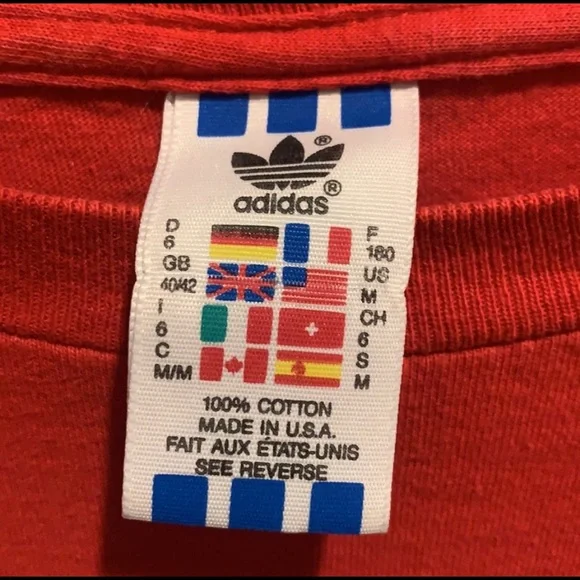 ®
®
adidas
D
6
GB
40/42
I
6
C
M/M
F
180
US
M
CH
6
S
M
100% COTTON
MADE IN U.S.A.
FAIT AUX ÉTATS-UNIS
SEE REVERSE